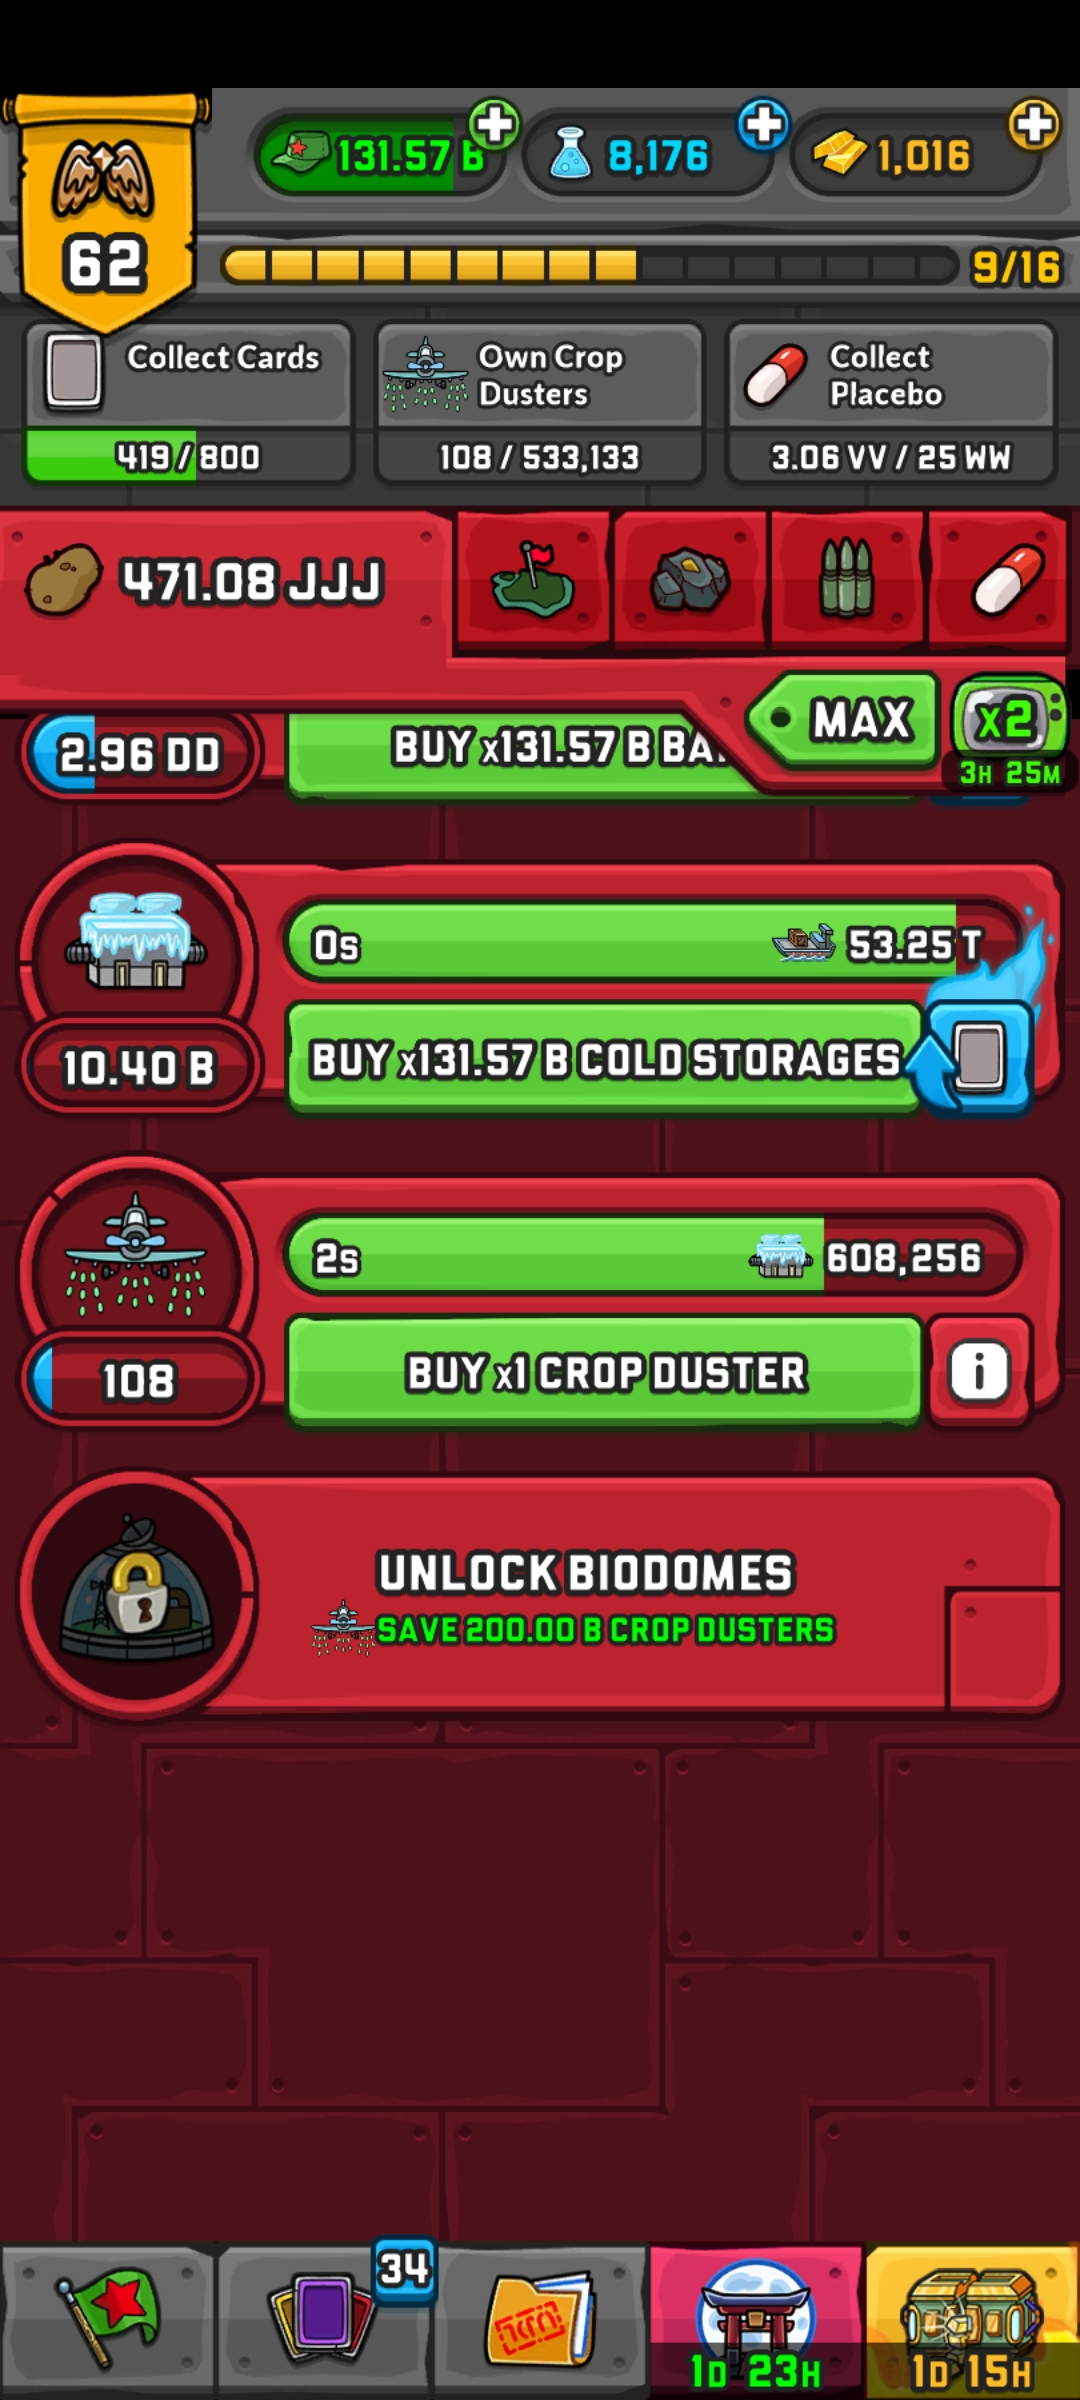 131.57 B
8,176
1,016
62
9/16
Collect Cards
419 / 800
Own Crop
Dusters
108 / 533,133
Collect
Placebo
3.06 VV / 25 WW
471.08 JJJ
MAX
x2
3H 25M
2.96 DD
BUY x131.57 B BA
0s
53.25 T
10.40 B
BUY x131.57 B COLD STORAGES
2s
608,256
108
BUY x1 CROP DUSTER
i
UNLOCK BIODOMES
SAVE 200.00 B CROP DUSTERS
34
1D 23H
1D 15H